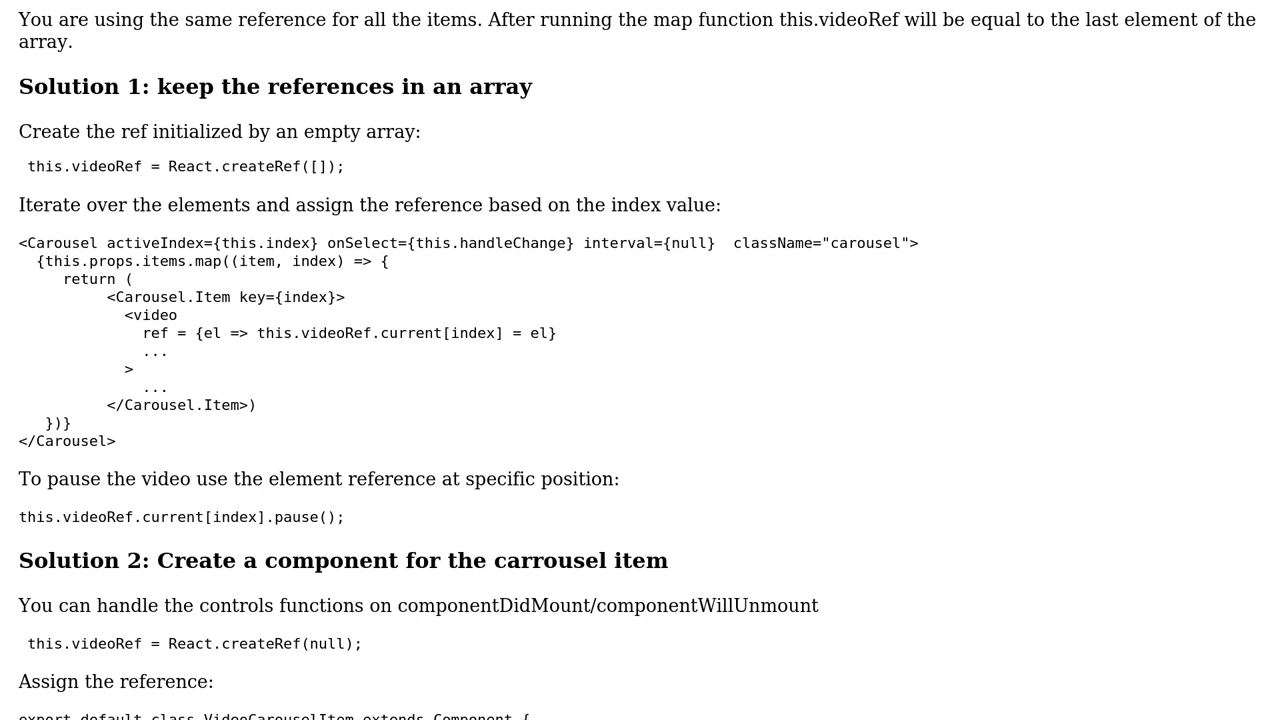 You are using the same reference for all the items. After running the map function this.videoRef will be equal to the last element of the
array.
Solution 1: keep the references in an array
Create the ref initialized by an empty array:
this.videoRef = React.createRef([]);
Iterate over the elements and assign the reference based on the index value:
<Carousel activeIndex={this.index} onSelect={this.handleChange} interval={null}  className="carousel">
  {this.props.items.map((item, index) => {
     return (
          <Carousel.Item key={index}>
            <video
              ref = {el => this.videoRef.current[index] = el}
              ...
            >
              ...
          </Carousel.Item>)
   })}
</Carousel>
To pause the video use the element reference at specific position:
this.videoRef.current[index].pause();
Solution 2: Create a component for the carrousel item
You can handle the controls functions on componentDidMount/componentWillUnmount
this.videoRef = React.createRef(null);
Assign the reference:
export default class VideoCarouselItem extends Component {